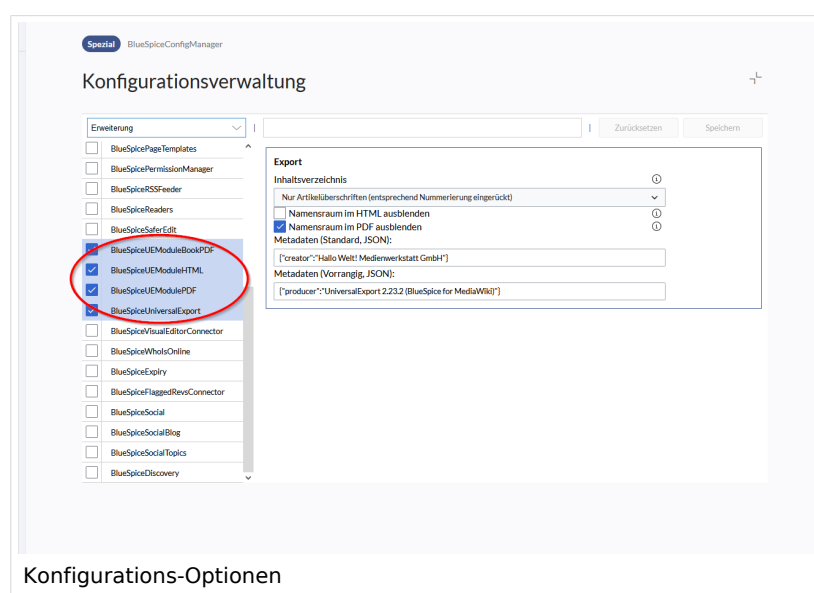 Spezial BlueSpiceConfigManager
Konfigurationsverwaltung
Erweiterung | | Zurücksetzen Speichern
BlueSpicePageTemplates
BlueSpicePermissionManager
BlueSpiceRSSFeeder
BlueSpiceReaders
BlueSpiceSaferEdit
BlueSpiceUEModuleBookPDF
BlueSpiceUEModuleHTML
BlueSpiceUEModulePDF
BlueSpiceUniversalExport
BlueSpiceVisualEditorConnector
BlueSpiceWhoIsOnline
BlueSpiceExpiry
BlueSpiceFlaggedRevsConnector
BlueSpiceSocial
BlueSpiceSocialBlog
BlueSpiceSocialTopics
BlueSpiceDiscovery
Export
Inhaltsverzeichnis
Nur Artikelüberschriften (entsprechend Nummerierung eingerückt)
Namensraum im HTML ausblenden
Namensraum im PDF ausblenden
Metadaten (Standard, JSON):
{"creator":"Hallo Welt! Medienwerkstatt GmbH"}
Metadaten (Vorrangig, JSON):
{"producer":"UniversalExport 2.23.2 (BlueSpice for MediaWiki)"}
Konfigurations-Optionen